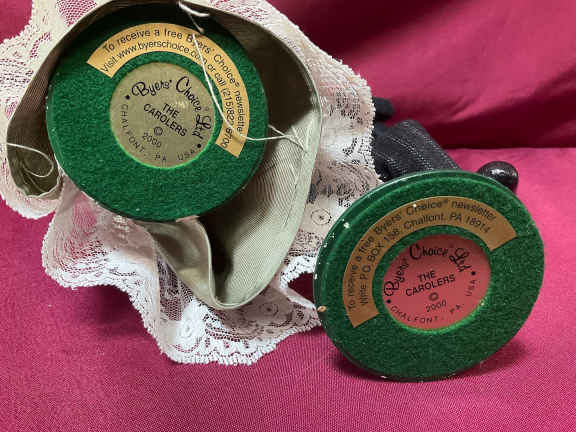 To receive a free Byers' Choice® newsletter
Visit www.byerschoice.com or call (215)822-6700
Byers' Choice Ltd
THE
CAROLERS
©
2000
CHALFONT, PA USA
To receive a free Byers' Choice® newsletter
Write P.O. BOX 158, Chalfont, PA 18914
Byers' Choice Ltd
THE
CAROLERS
©
2000
CHALFONT, PA. USA